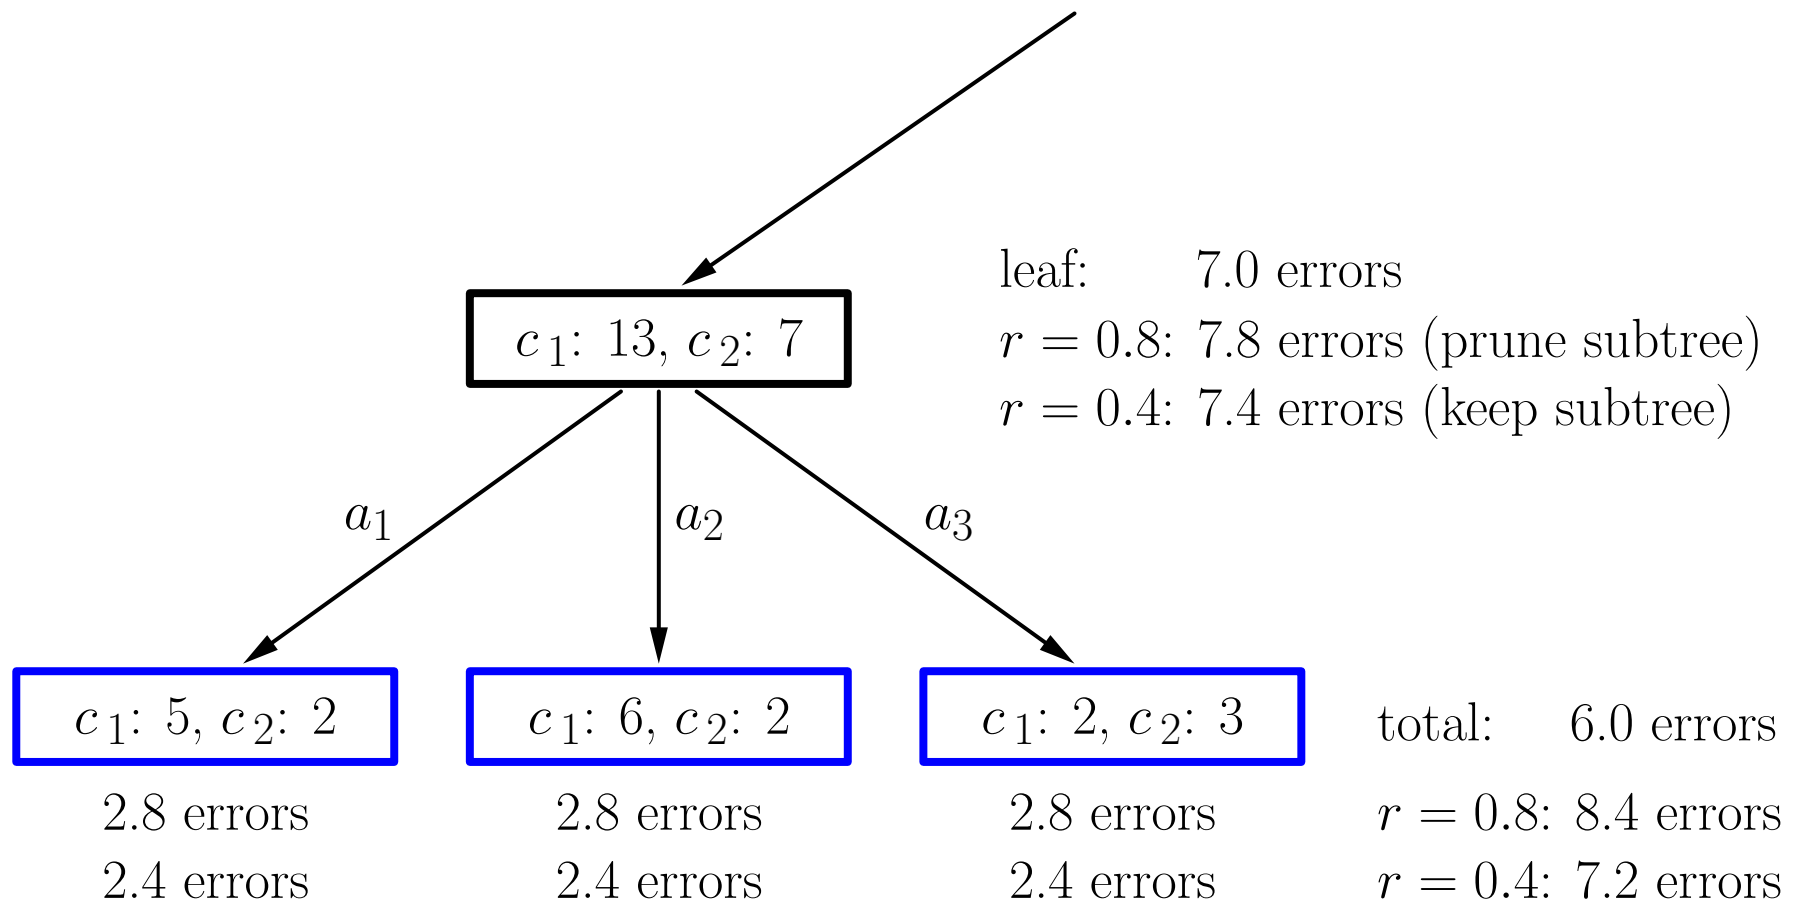 leaf: 7.0 errors
c1: 13, c2: 7
r = 0.8: 7.8 errors (prune subtree)
r = 0.4: 7.4 errors (keep subtree)
a1
a2
a3
c1: 5, c2: 2
c1: 6, c2: 2
c1: 2, c2: 3
total: 6.0 errors
2.8 errors
2.8 errors
2.8 errors
r = 0.8: 8.4 errors
2.4 errors
2.4 errors
2.4 errors
r = 0.4: 7.2 errors